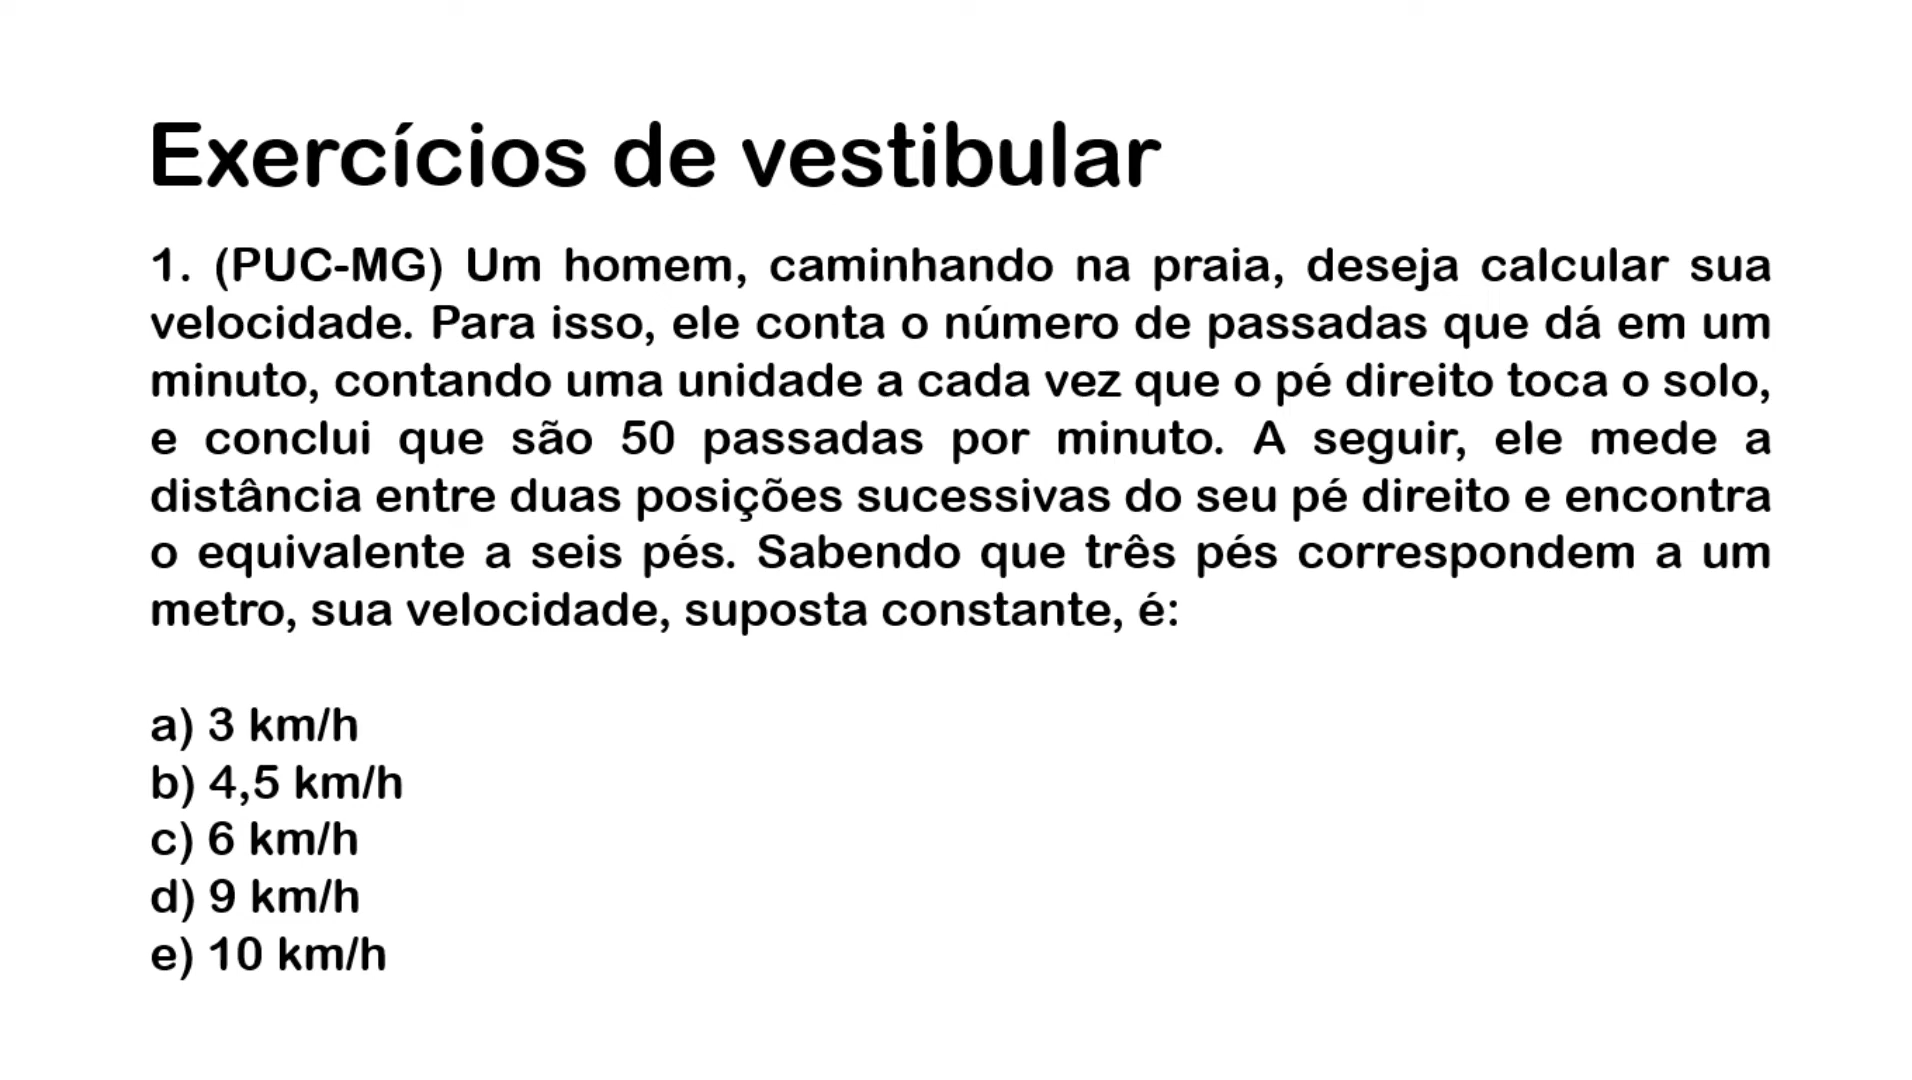 Exercícios de vestibular
1. (PUC-MG) Um homem, caminhando na praia, deseja calcular sua
velocidade. Para isso, ele conta o número de passadas que dá em um
minuto, contando uma unidade a cada vez que o pé direito toca o solo,
e conclui que são 50 passadas por minuto. A seguir, ele mede a
distância entre duas posições sucessivas do seu pé direito e encontra
o equivalente a seis pés. Sabendo que três pés correspondem a um
metro, sua velocidade, suposta constante, é:
a) 3 km/h
b) 4,5 km/h
c) 6 km/h
d) 9 km/h
e) 10 km/h